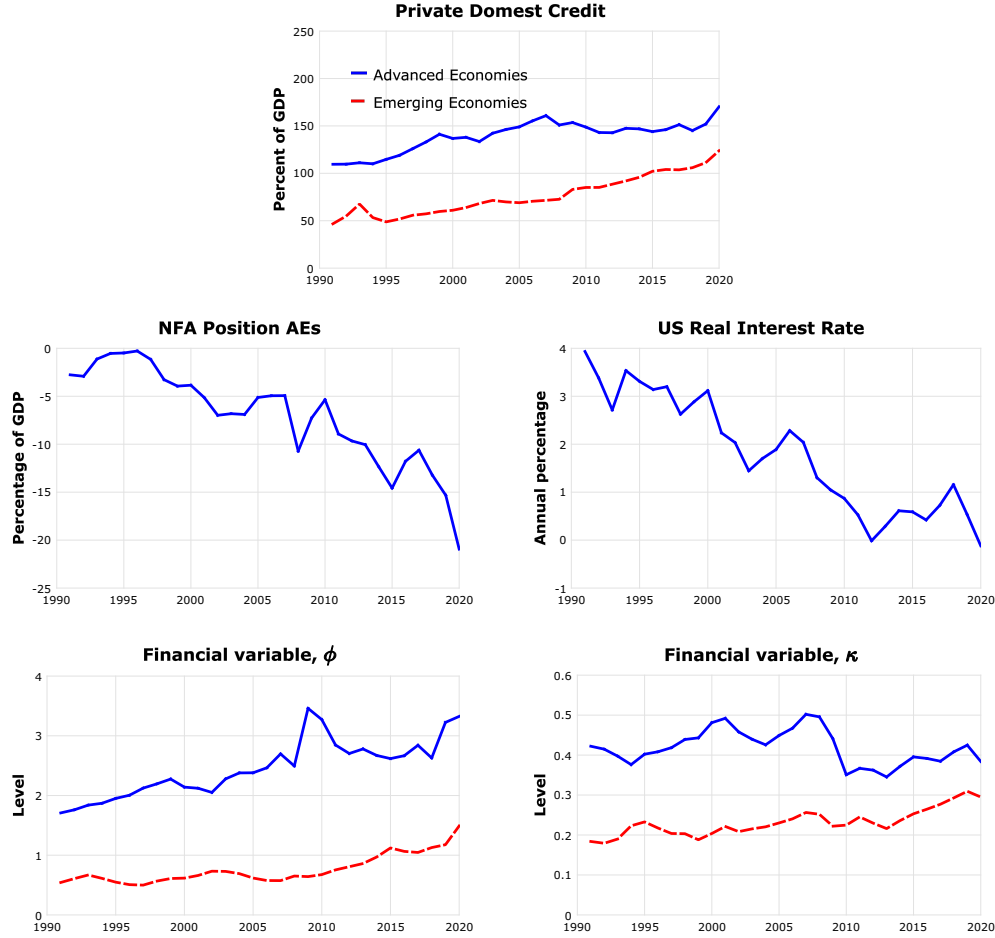 Private Domest Credit
Percent of GDP
250
200
150
100
50
0
Advanced Economies
Emerging Economies
1990 1995 2000 2005 2010 2015 2020
NFA Position AEs
Percentage of GDP
0
-5
-10
-15
-20
-25
1990 1995 2000 2005 2010 2015 2020
US Real Interest Rate
Annual percentage
4
3
2
1
0
-1
1990 1995 2000 2005 2010 2015 2020
Financial variable, ϕ
Level
4
3
2
1
0
1990 1995 2000 2005 2010 2015 2020
Financial variable, κ
Level
0.6
0.5
0.4
0.3
0.2
0.1
0
1990 1995 2000 2005 2010 2015 2020